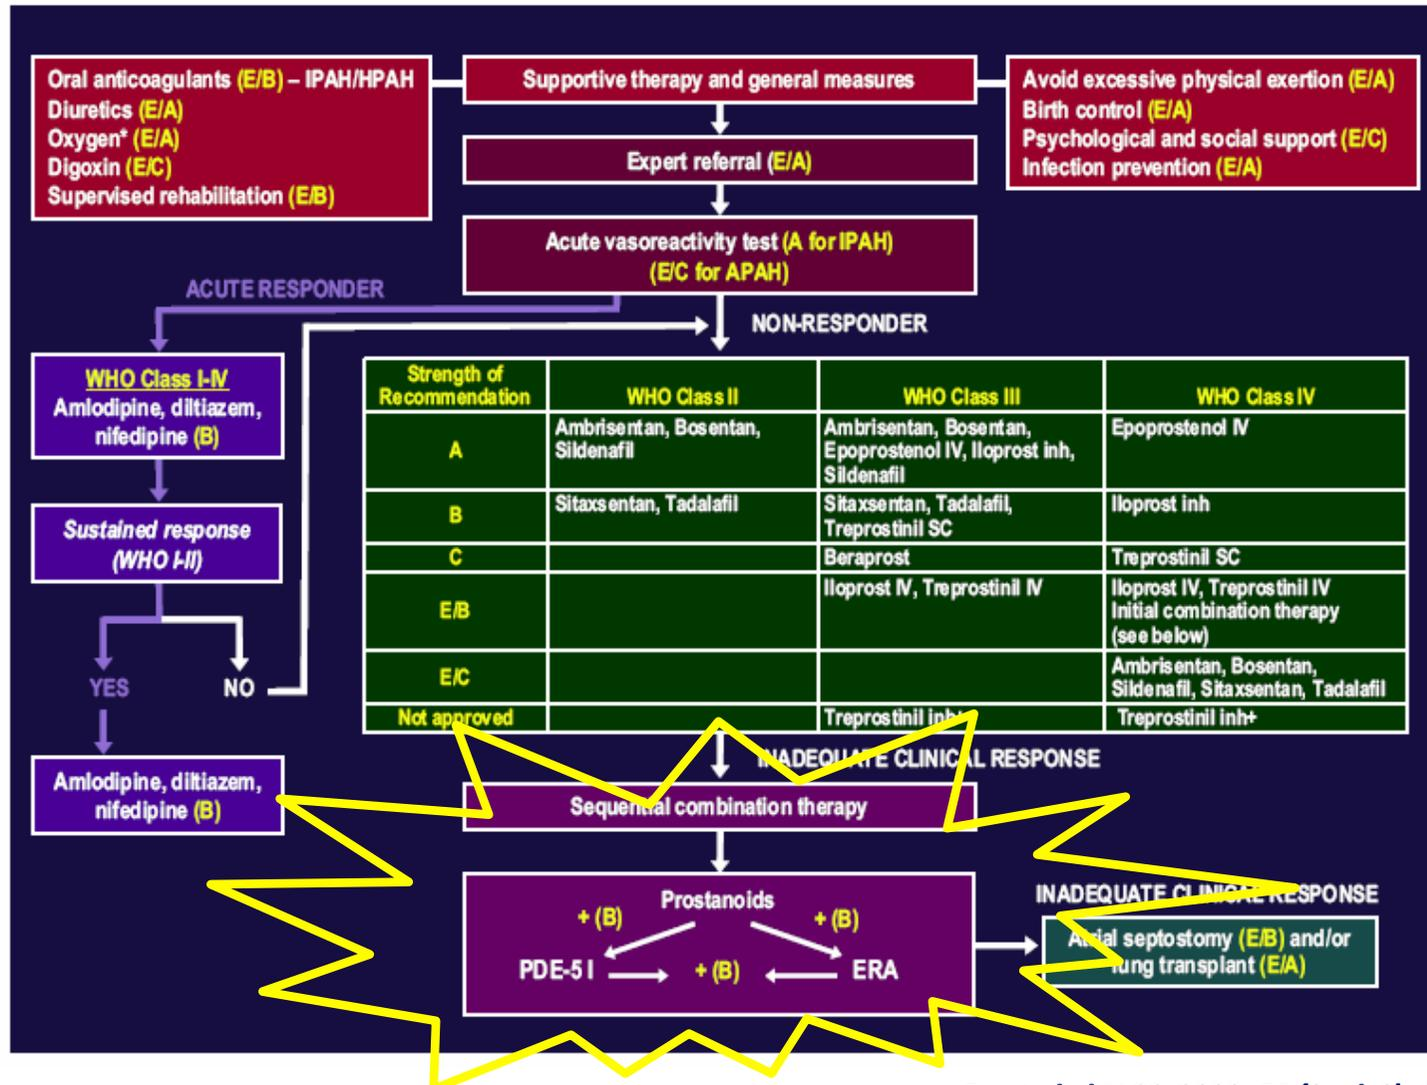 Oral anticoagulants (E/B) – IPAH/HPAH
Diuretics (E/A)
Oxygen* (E/A)
Digoxin (E/C)
Supervised rehabilitation (E/B)
Supportive therapy and general measures
Avoid excessive physical exertion (E/A)
Birth control (E/A)
Psychological and social support (E/C)
Infection prevention (E/A)
Expert referral (E/A)
Acute vasoreactivity test (A for IPAH)
(E/C for APAH)
ACUTE RESPONDER
NON-RESPONDER
WHO Class I-IV
Amlodipine, diltiazem,
nifedipine (B)
Sustained response
(WHO I-II)
YES
NO
Amlodipine, diltiazem,
nifedipine (B)
Strength of
Recommendation
WHO Class II
WHO Class III
WHO Class IV
A
Ambrisentan, Bosentan,
Sildenafil
Ambrisentan, Bosentan,
Epoprostenol IV, Iloprost inh,
Sildenafil
Epoprostenol IV
B
Sitaxsentan, Tadalafil
Sitaxsentan, Tadalafil,
Treprostinil SC
Iloprost inh
C
Beraprost
Treprostinil SC
E/B
Iloprost IV, Treprostinil IV
Iloprost IV, Treprostinil IV
Initial combination therapy
(see below)
E/C
Ambrisentan, Bosentan,
Sildenafil, Sitaxsentan, Tadalafil
Not approved
Treprostinil inh+
Treprostinil inh+
INADEQUATE CLINICAL RESPONSE
Sequential combination therapy
Prostanoids
+ (B)
+ (B)
PDE-5 I
+ (B)
ERA
INADEQUATE CLINICAL RESPONSE
Atrial septostomy (E/B) and/or
lung transplant (E/A)